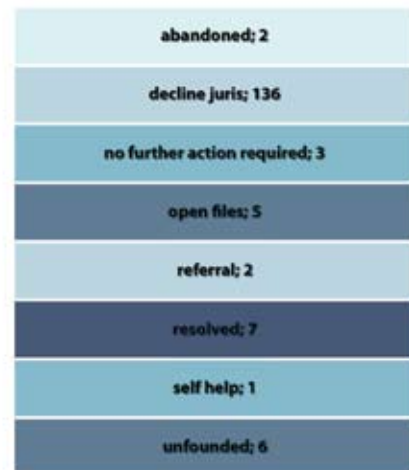 abandoned; 2
decline juris; 136
no further action required; 3
open files; 5
referral; 2
resolved; 7
self help; 1
unfounded; 6